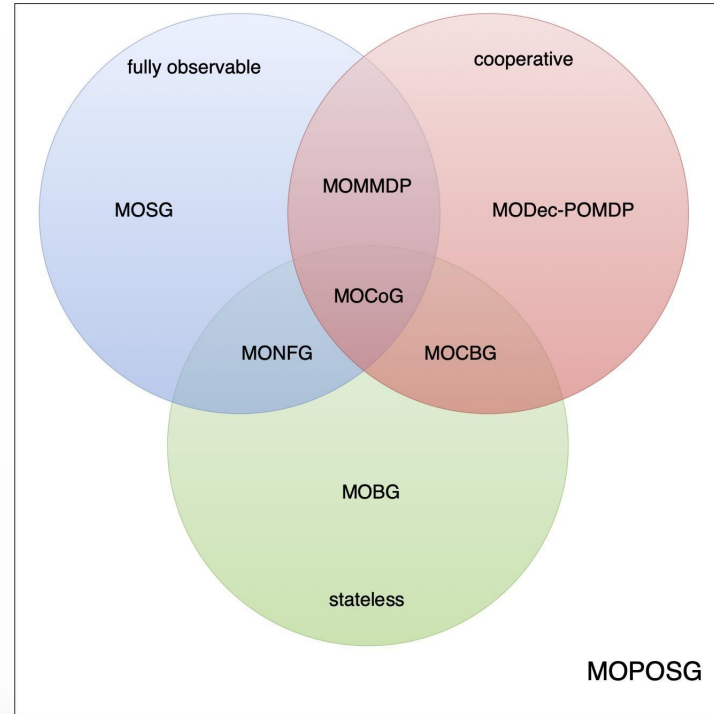 fully observable
cooperative
MOMMDP
MOSG
MODec-POMDP
MOCoG
MONFG
MOCBG
MOBG
stateless
MOPOSG